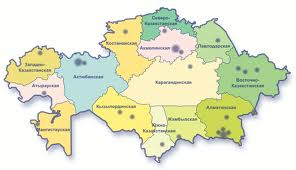 Северо-
Казахстанская
Костанайская
Акмолинская
Павлодарская
Западно-
Казахстанская
Актюбинская
Карагандинская
Восточно-
Казахстанская
Атырауская
Кызылординская
Алматинская
Жамбылская
Южно-
Казахстанская
Мангистауская